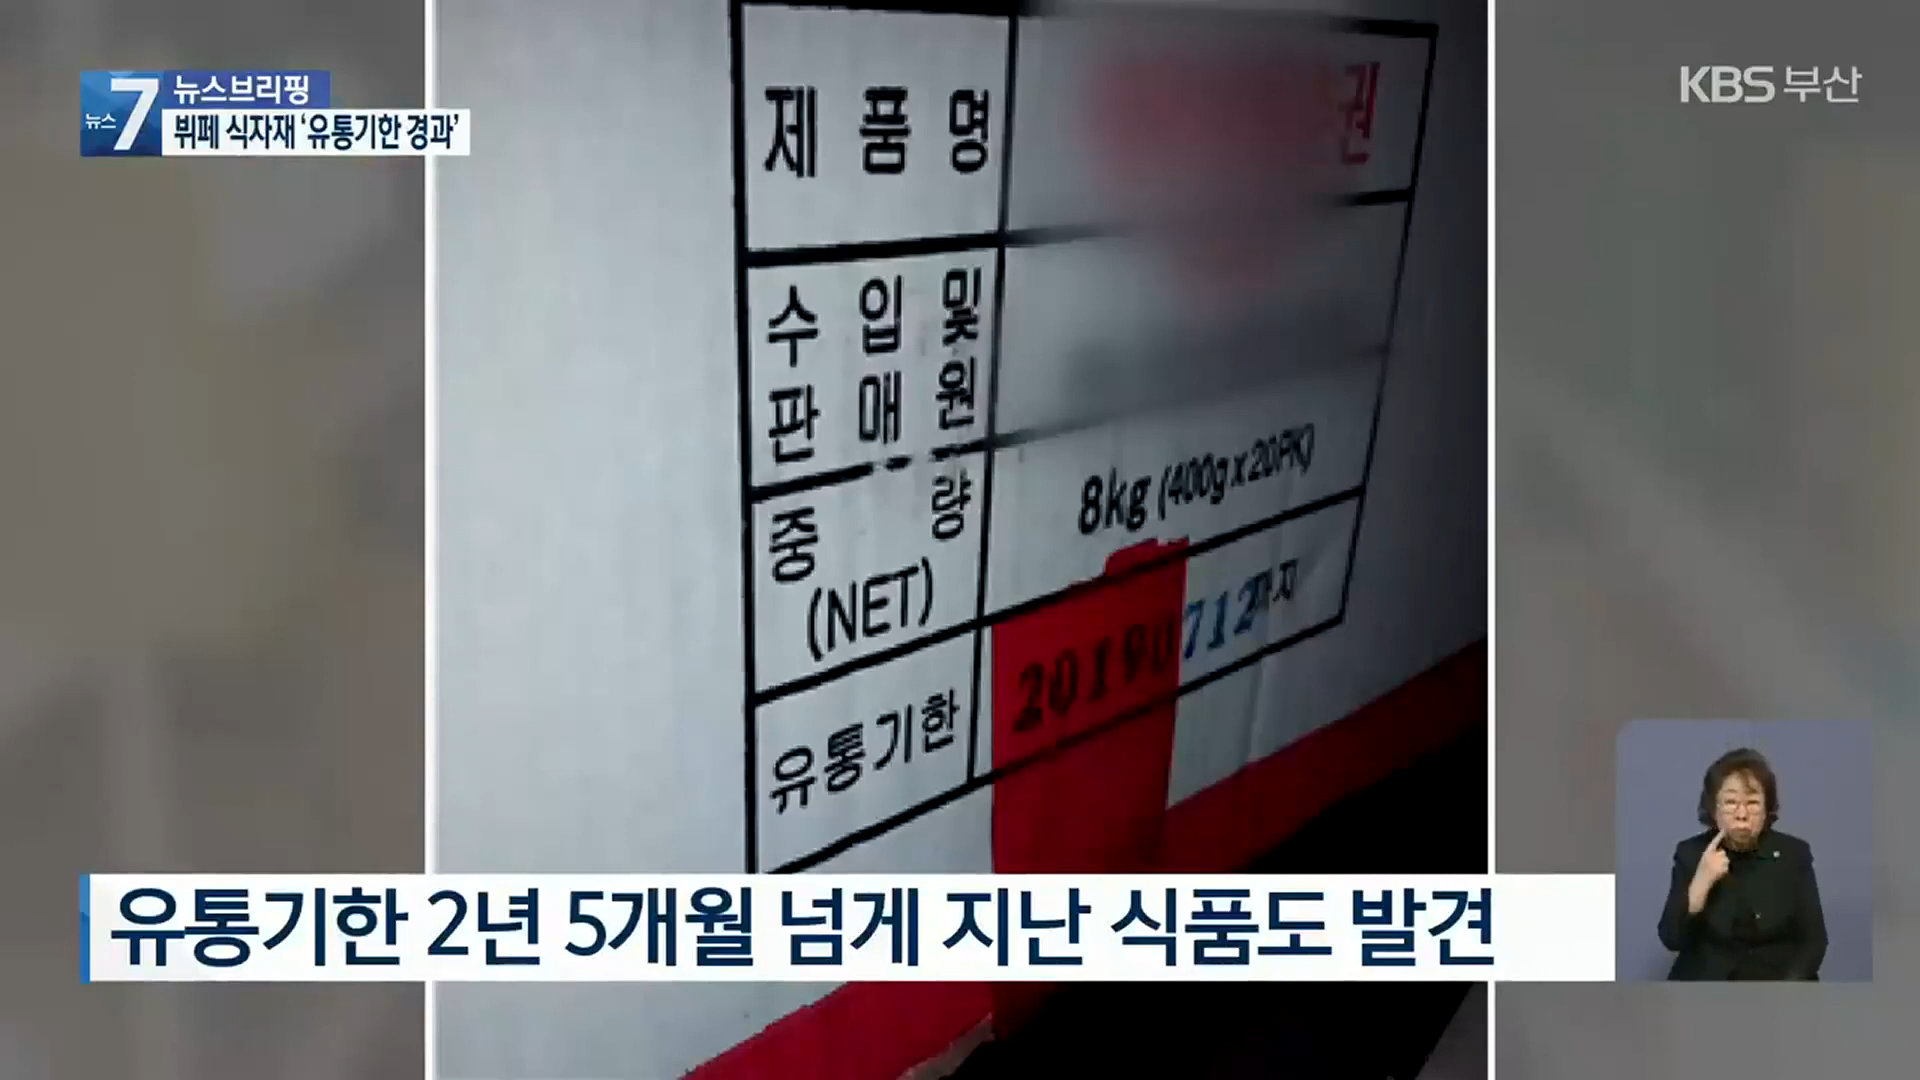 뉴스 7
뉴스브리핑
뷔페 식자재 '유통기한 경과'
KBS 부산
제품명
권
수입 및
판매원
중량
(NET)
8kg (400g x 20PK)
유통기한
20190712까지
유통기한 2년 5개월 넘게 지난 식품도 발견